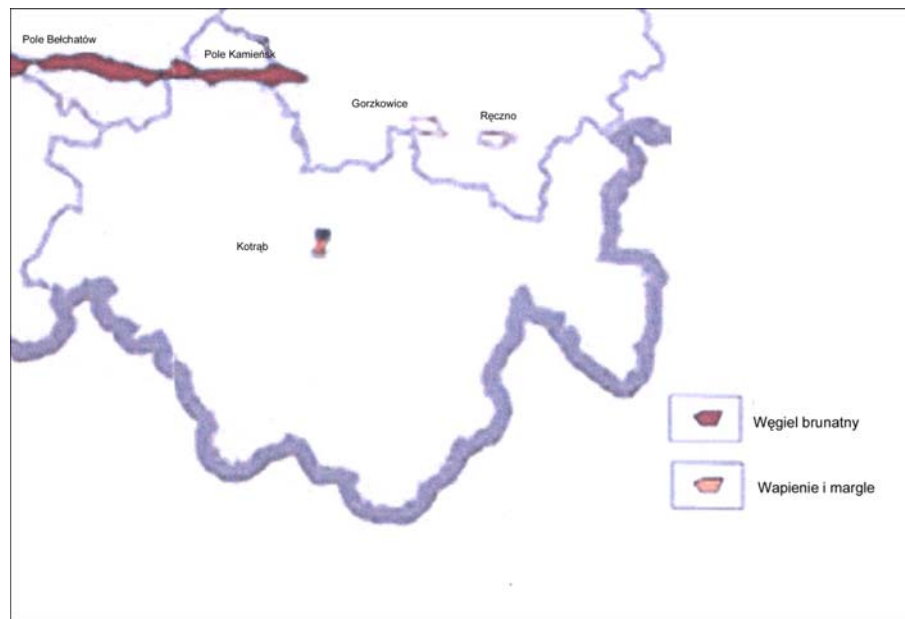 Pole Bełchatów
Pole Kamieńsk
Gorzkowice
Ręczno
Kotrąb
Węgiel brunatny
Wapienie i margle